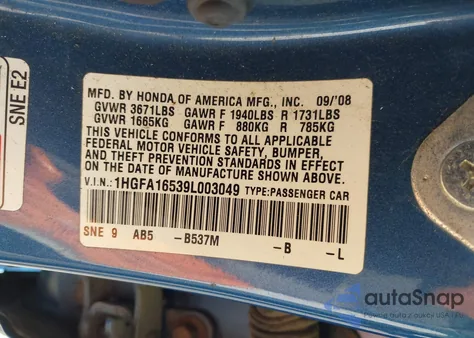 SNE E2
MFD. BY HONDA OF AMERICA MFG., INC. 09/'08
GVWR 3671LBS GAWR F 1940LBS R 1731LBS
GVWR 1665KG GAWR F 880KG R 785KG
THIS VEHICLE CONFORMS TO ALL APPLICABLE
FEDERAL MOTOR VEHICLE SAFETY, BUMPER,
AND THEFT PREVENTION STANDARDS IN EFFECT
ON THE DATE OF MANUFACTURE SHOWN ABOVE.
V.I.N.: 1HGFA16539L003049 TYPE:PASSENGER CAR
SNE 9 AB5 -B537M -B -L
autoSnap